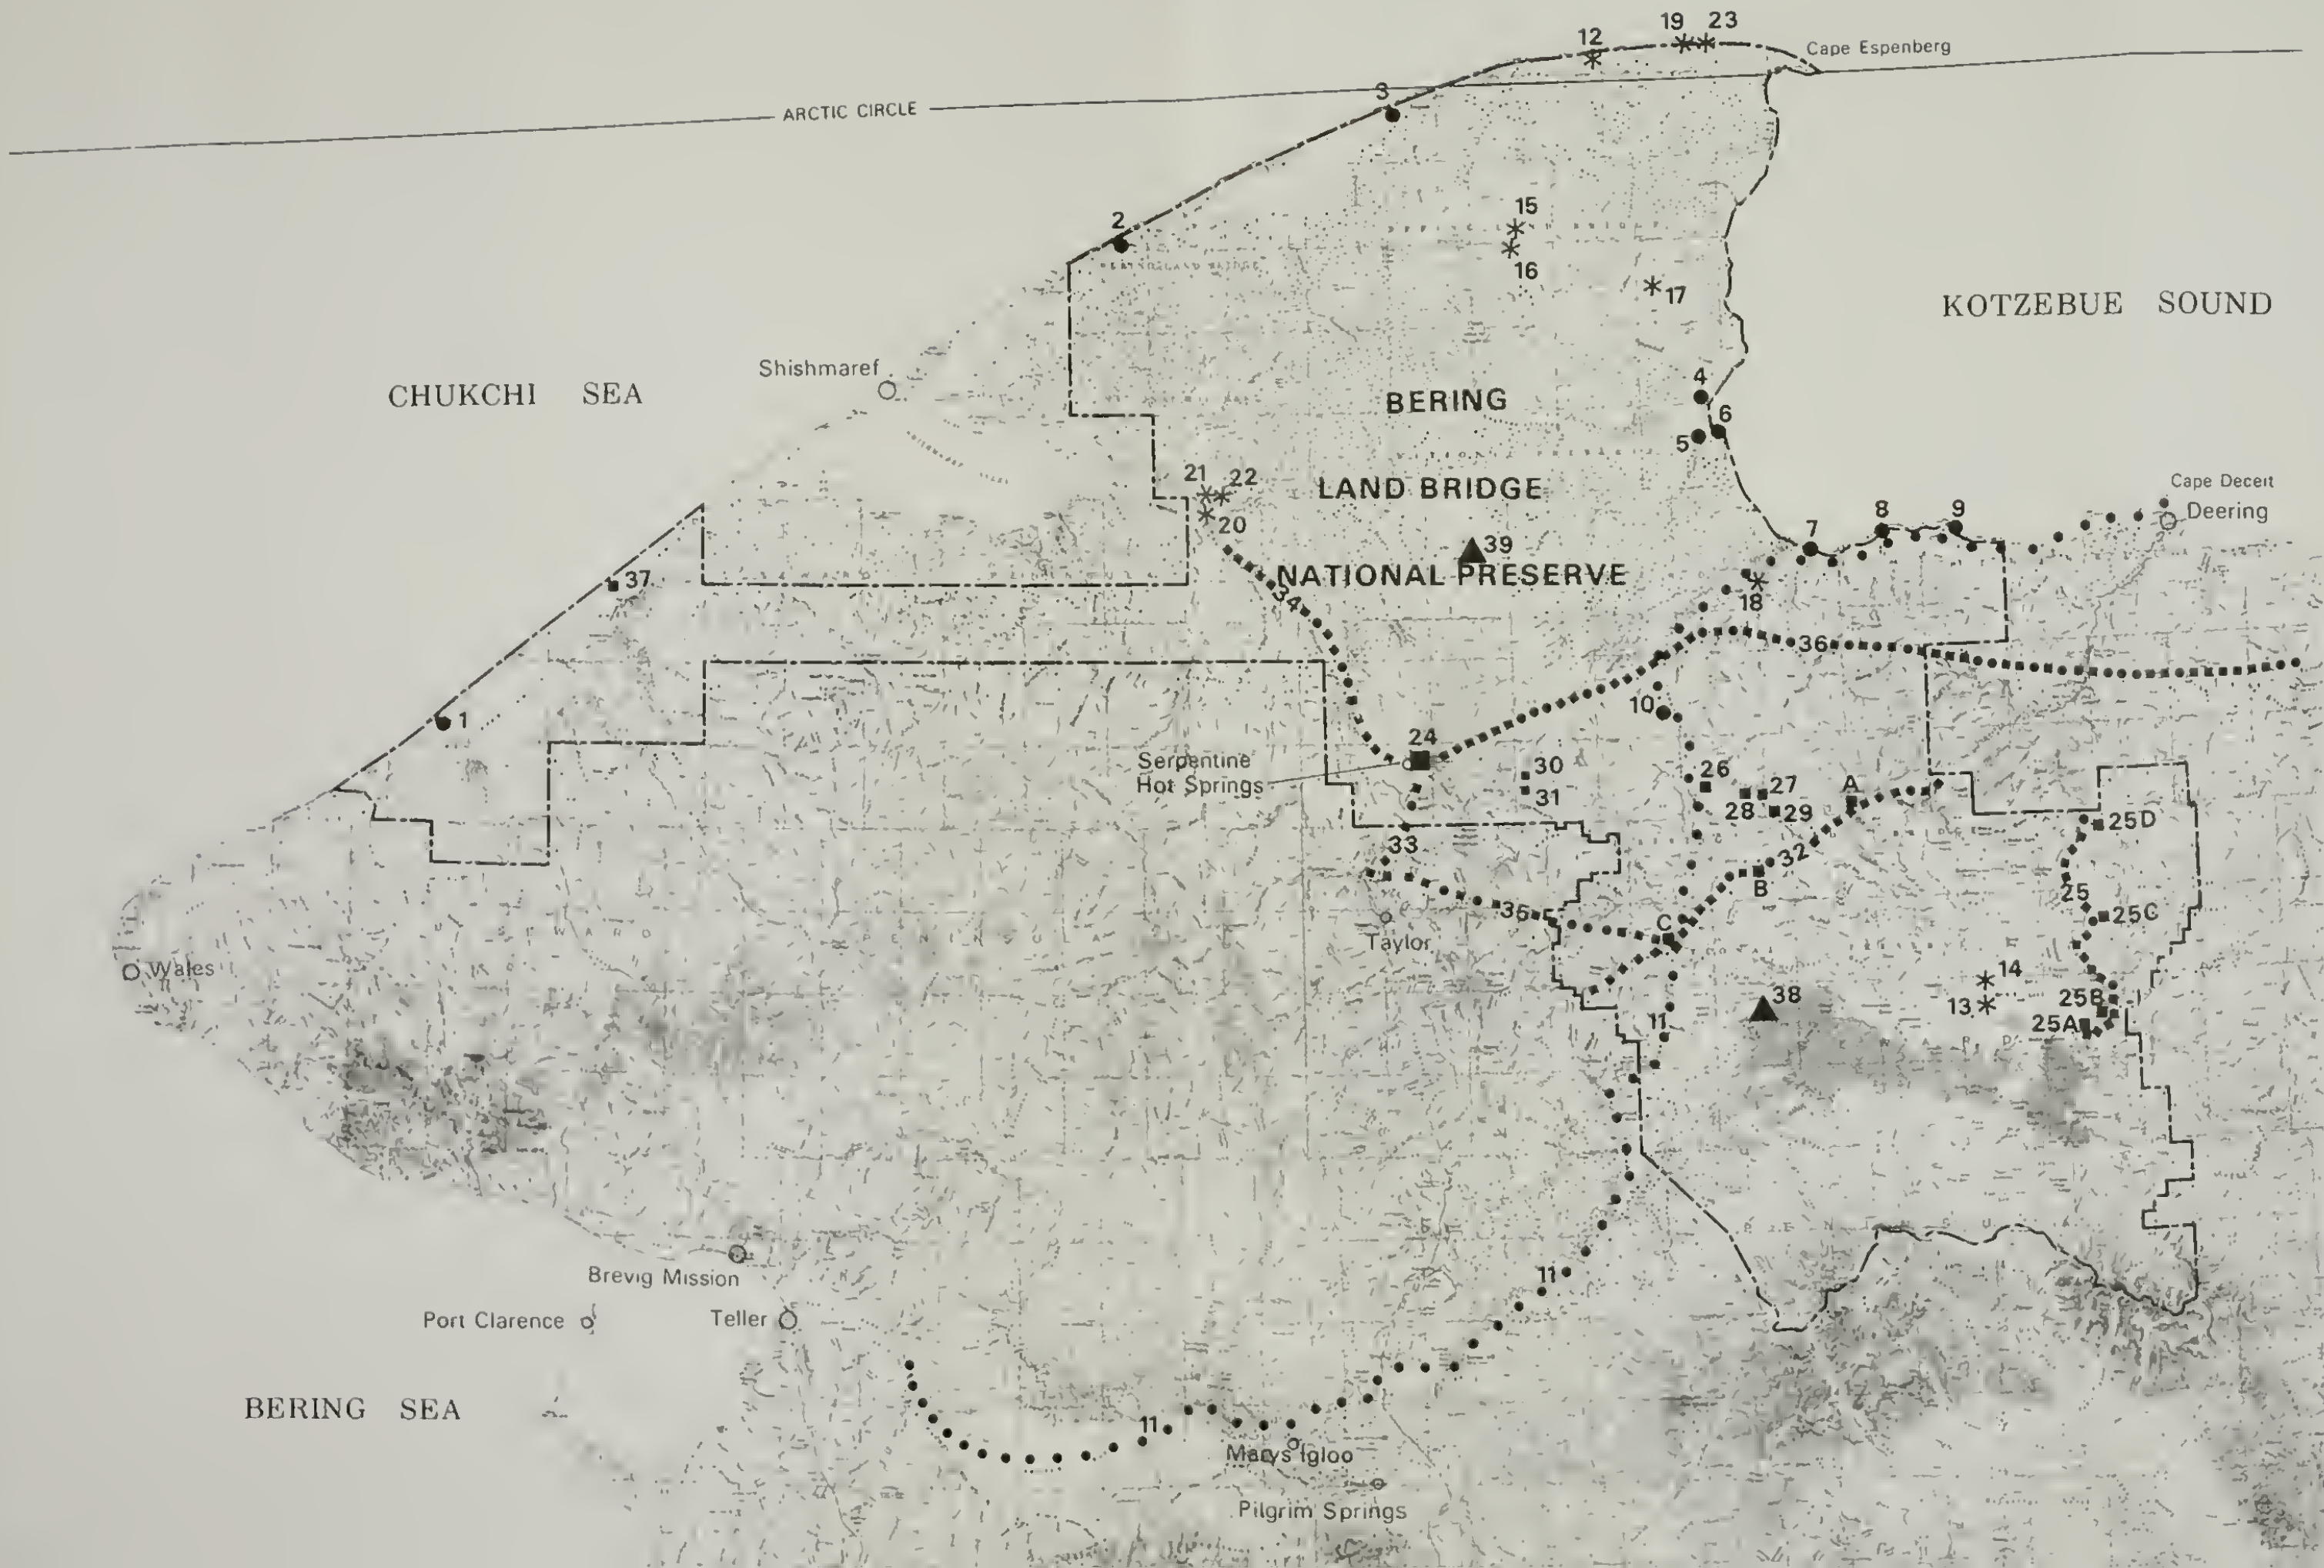 19 23
12
Cape Espenberg
3
ARCTIC CIRCLE
15
2
16
17
KOTZEBUE SOUND
Shishmaref
4
CHUKCHI SEA
BERING
6
5
21 22
Cape Deceit
LAND BRIDGE
Deering
20
8 9
7
39
37
NATIONAL PRESERVE
34
18
36
10
1
24
Serpentine
Hot Springs
30
26 27
A
31
28 29
25D
33
32
B
25
35
25C
C
Taylor
SEWARD PENINSULA
Wales
14
38
13
25B
25A
11
PENINSULA
Brevig Mission
11
Port Clarence
Teller
BERING SEA
11
Marys Igloo
Pilgrim Springs